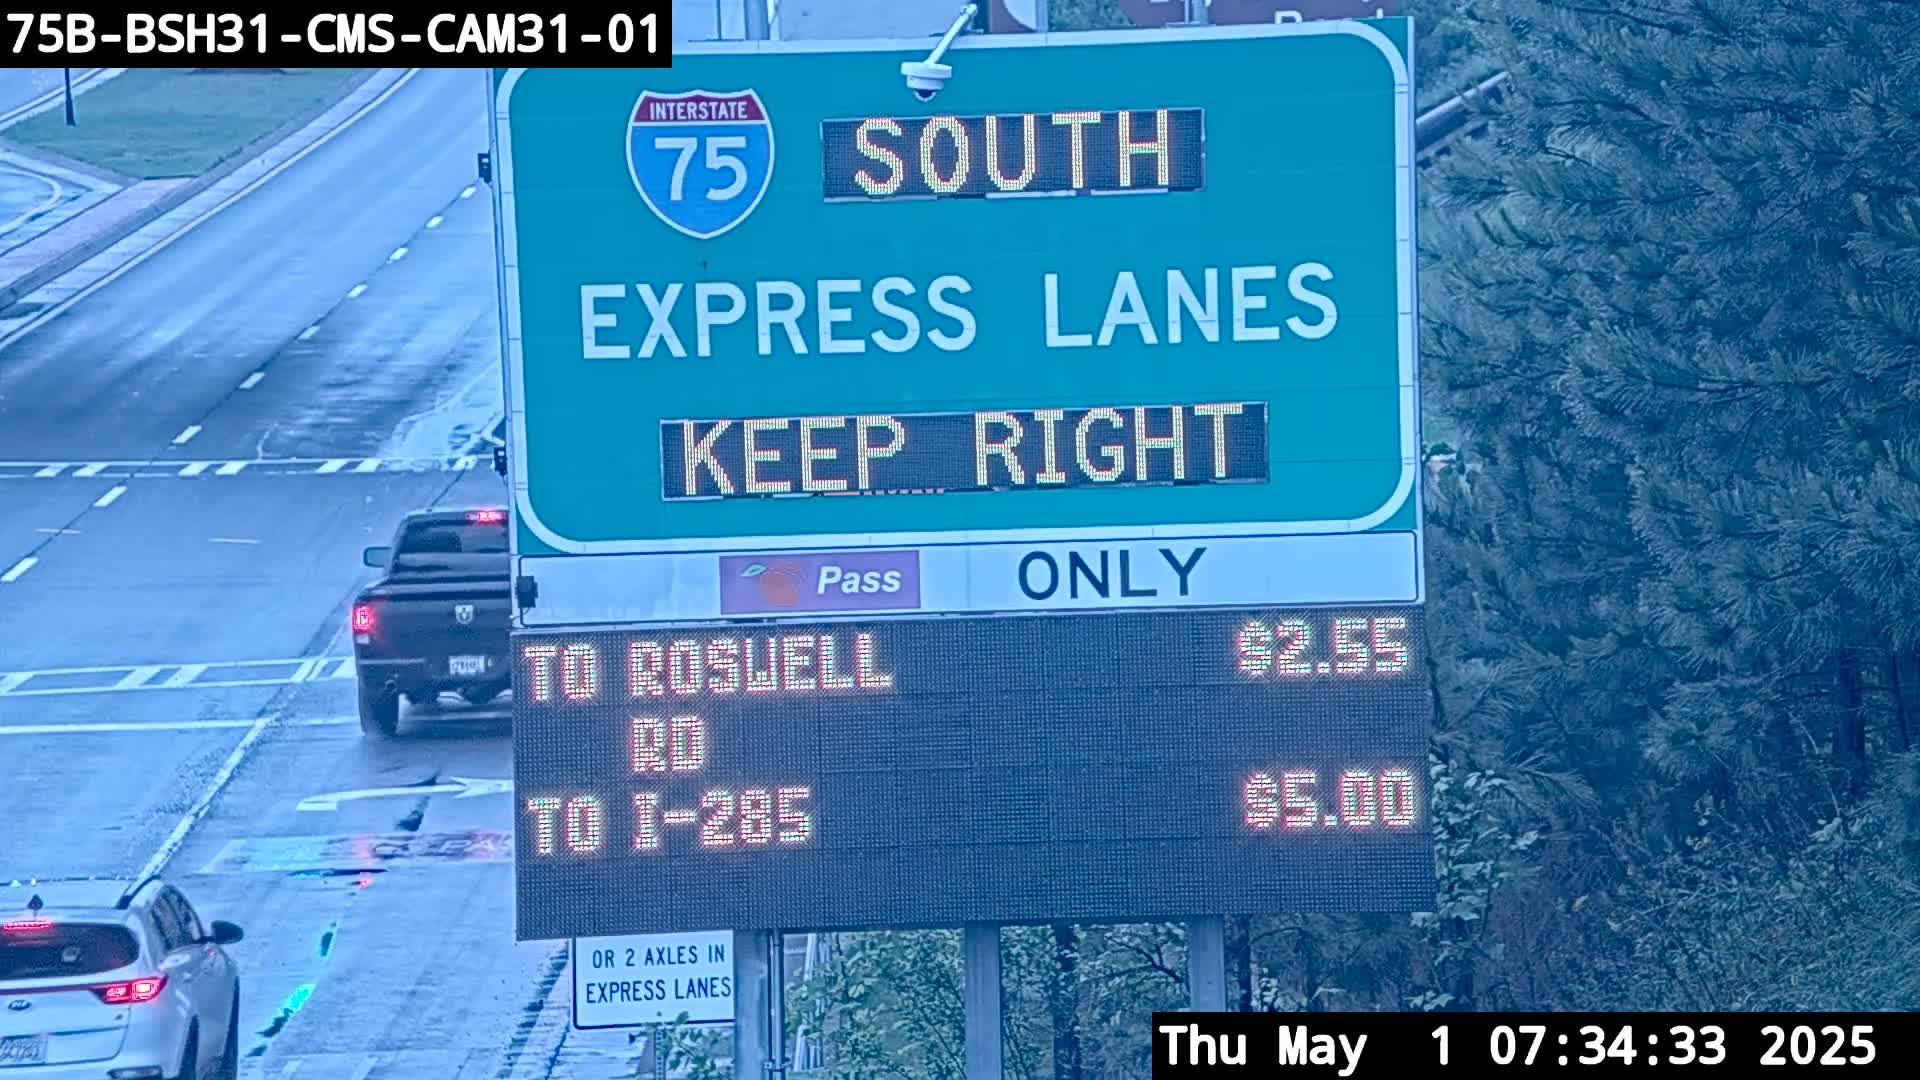 75B-BSH31-CMS-CAM31-01
INTERSTATE
75
SOUTH
EXPRESS LANES
KEEP RIGHT
Pass
ONLY
TO ROSWELL $2.55
RD
TO I-285 $5.00
OR 2 AXLES IN
EXPRESS LANES
Thu May 1 07:34:33 2025